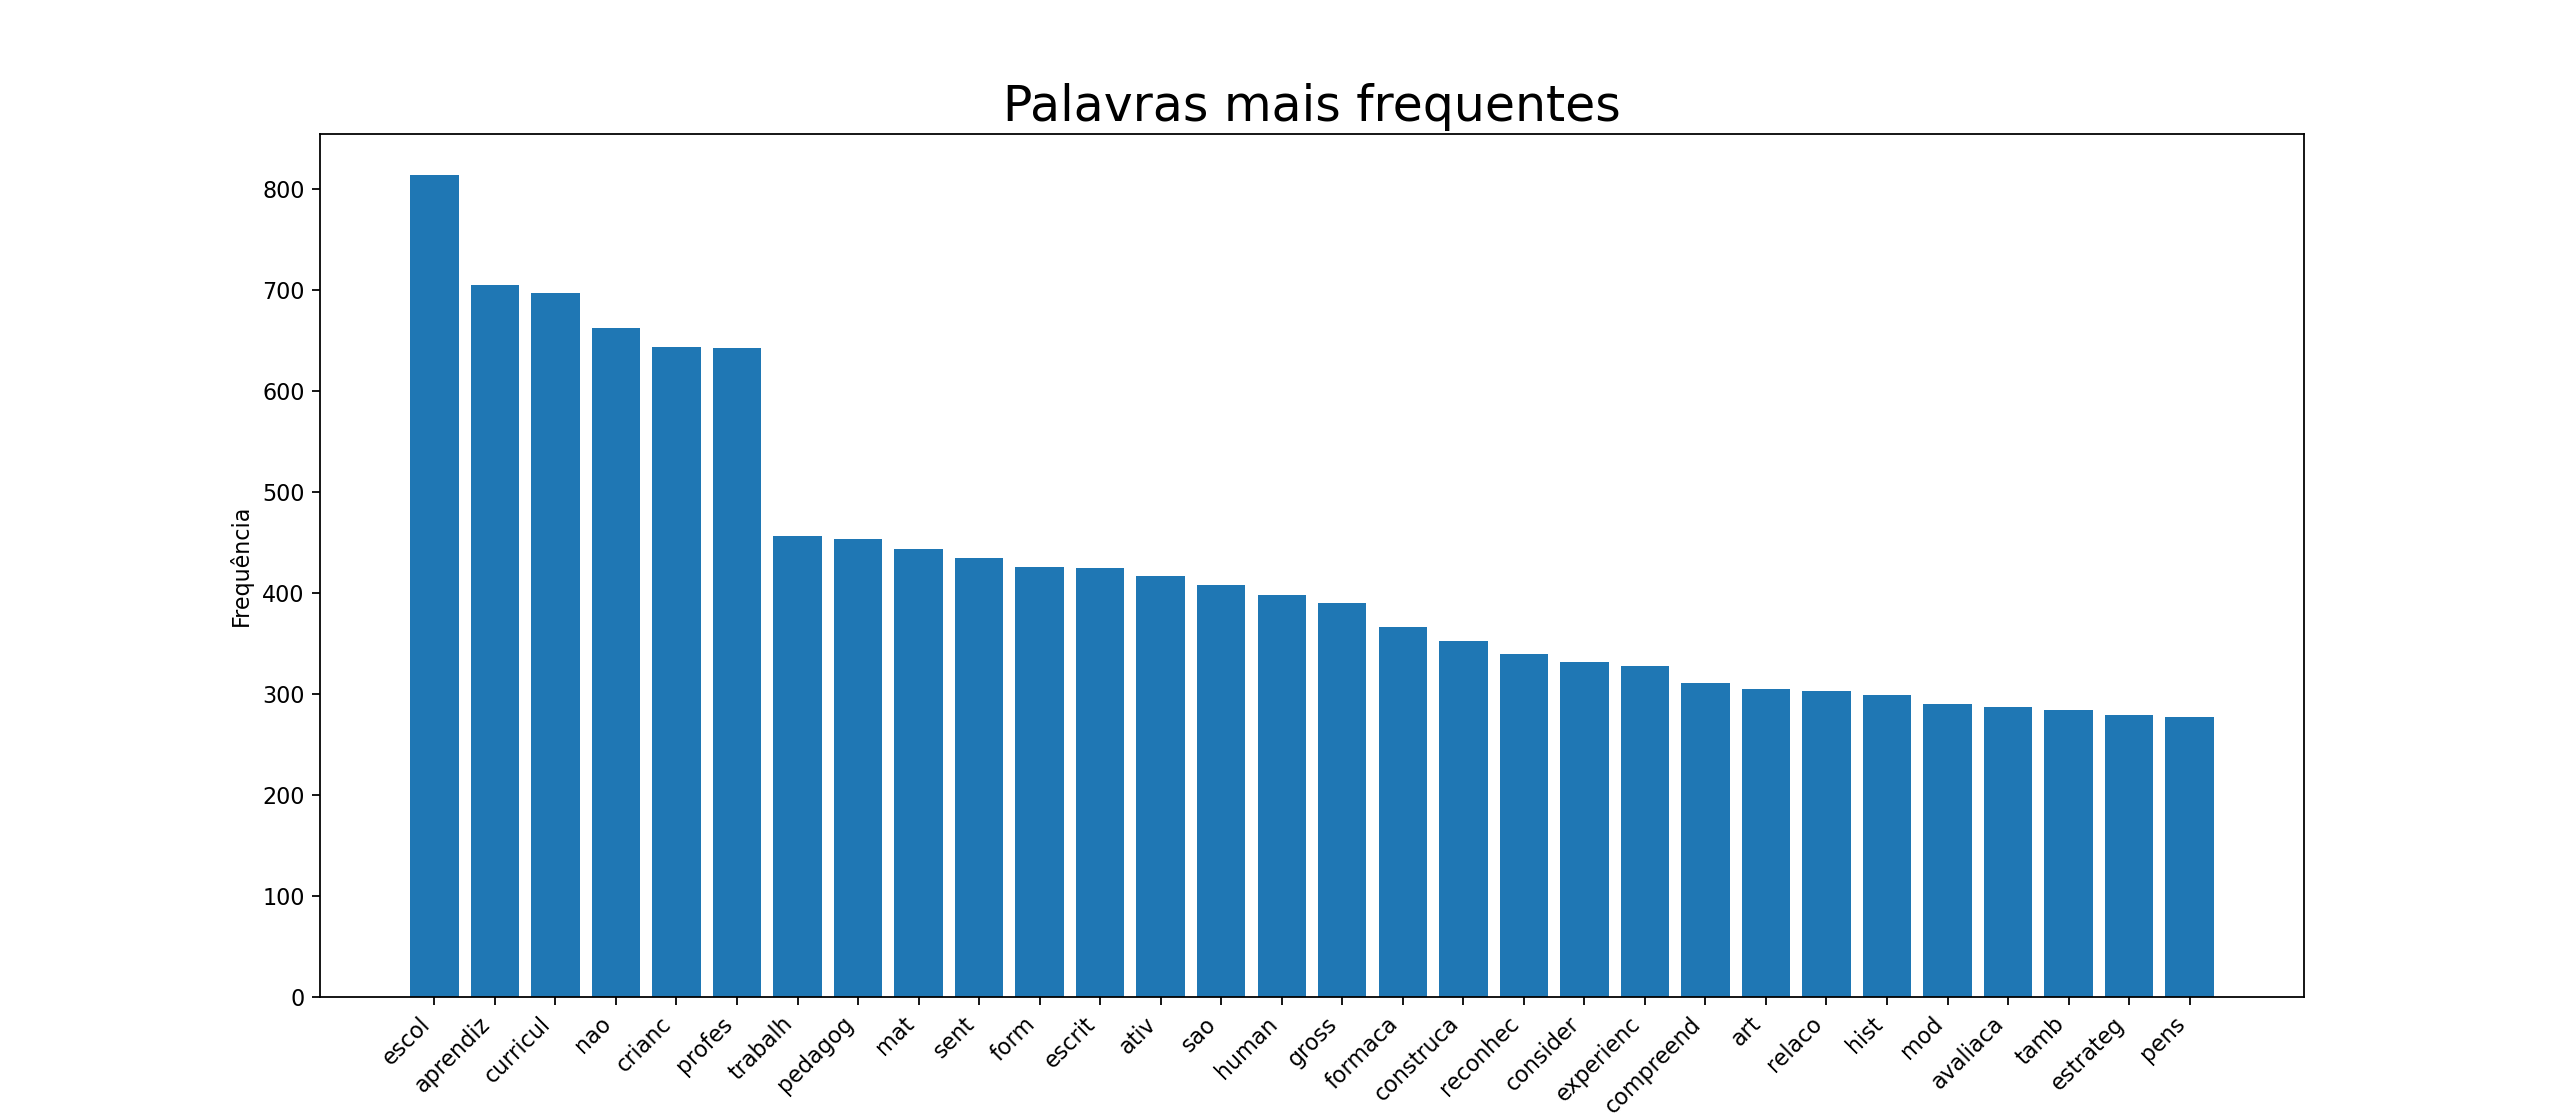 Palavras mais frequentes
Frequência
800
700
600
500
400
300
200
100
0
escol
aprendiz
curricul
nao
crianc
profes
trabalh
pedagog
mat
sent
form
escrit
ativ
sao
human
gross
formaca
construca
reconhec
consider
experienc
compreend
art
relaco
hist
mod
avaliaca
tamb
estrateg
pens